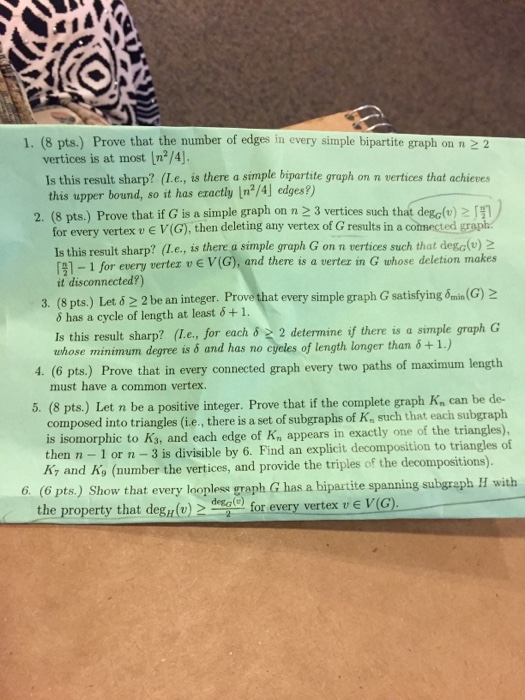 1. (8 pts.) Prove that the number of edges in every simple bipartite graph on n ≥ 2
vertices is at most ⌊n²/4⌋.
Is this result sharp? (I.e., is there a simple bipartite graph on n vertices that achieves
this upper bound, so it has exactly ⌊n²/4⌋ edges?)
2. (8 pts.) Prove that if G is a simple graph on n ≥ 3 vertices such that deg_G(v) ≥ ⌈n/2⌉
for every vertex v ∈ V(G), then deleting any vertex of G results in a connected graph.
Is this result sharp? (I.e., is there a simple graph G on n vertices such that deg_G(v) ≥
⌈n/2⌉ − 1 for every vertex v ∈ V(G), and there is a vertex in G whose deletion makes
it disconnected?)
3. (8 pts.) Let δ ≥ 2 be an integer. Prove that every simple graph G satisfying δ_min(G) ≥
δ has a cycle of length at least δ + 1.
Is this result sharp? (I.e., for each δ ≥ 2 determine if there is a simple graph G
whose minimum degree is δ and has no cycles of length longer than δ + 1.)
4. (6 pts.) Prove that in every connected graph every two paths of maximum length
must have a common vertex.
5. (8 pts.) Let n be a positive integer. Prove that if the complete graph K_n can be de-
composed into triangles (i.e., there is a set of subgraphs of K_n such that each subgraph
is isomorphic to K_3, and each edge of K_n appears in exactly one of the triangles),
then n − 1 or n − 3 is divisible by 6. Find an explicit decomposition to triangles of
K_7 and K_9 (number the vertices, and provide the triples of the decompositions).
6. (6 pts.) Show that every loopless graph G has a bipartite spanning subgraph H with
the property that deg_H(v) ≥ deg_G(v)/2 for every vertex v ∈ V(G).